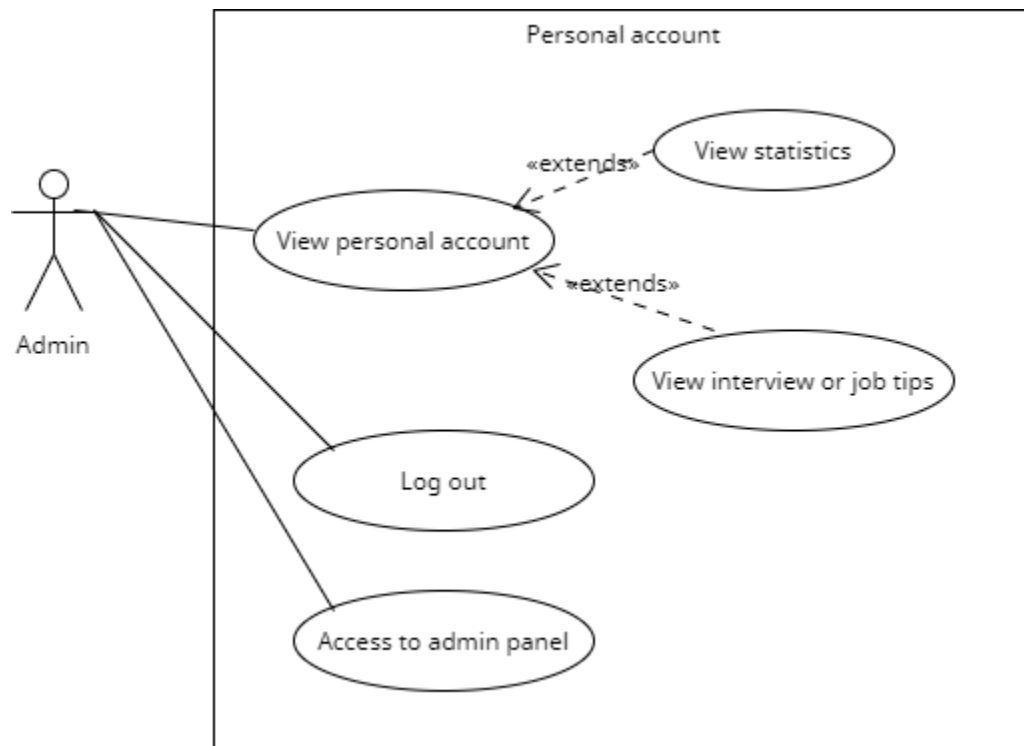 Personal account
View statistics
«extends»
View personal account
«extends»
Admin
View interview or job tips
Log out
Access to admin panel